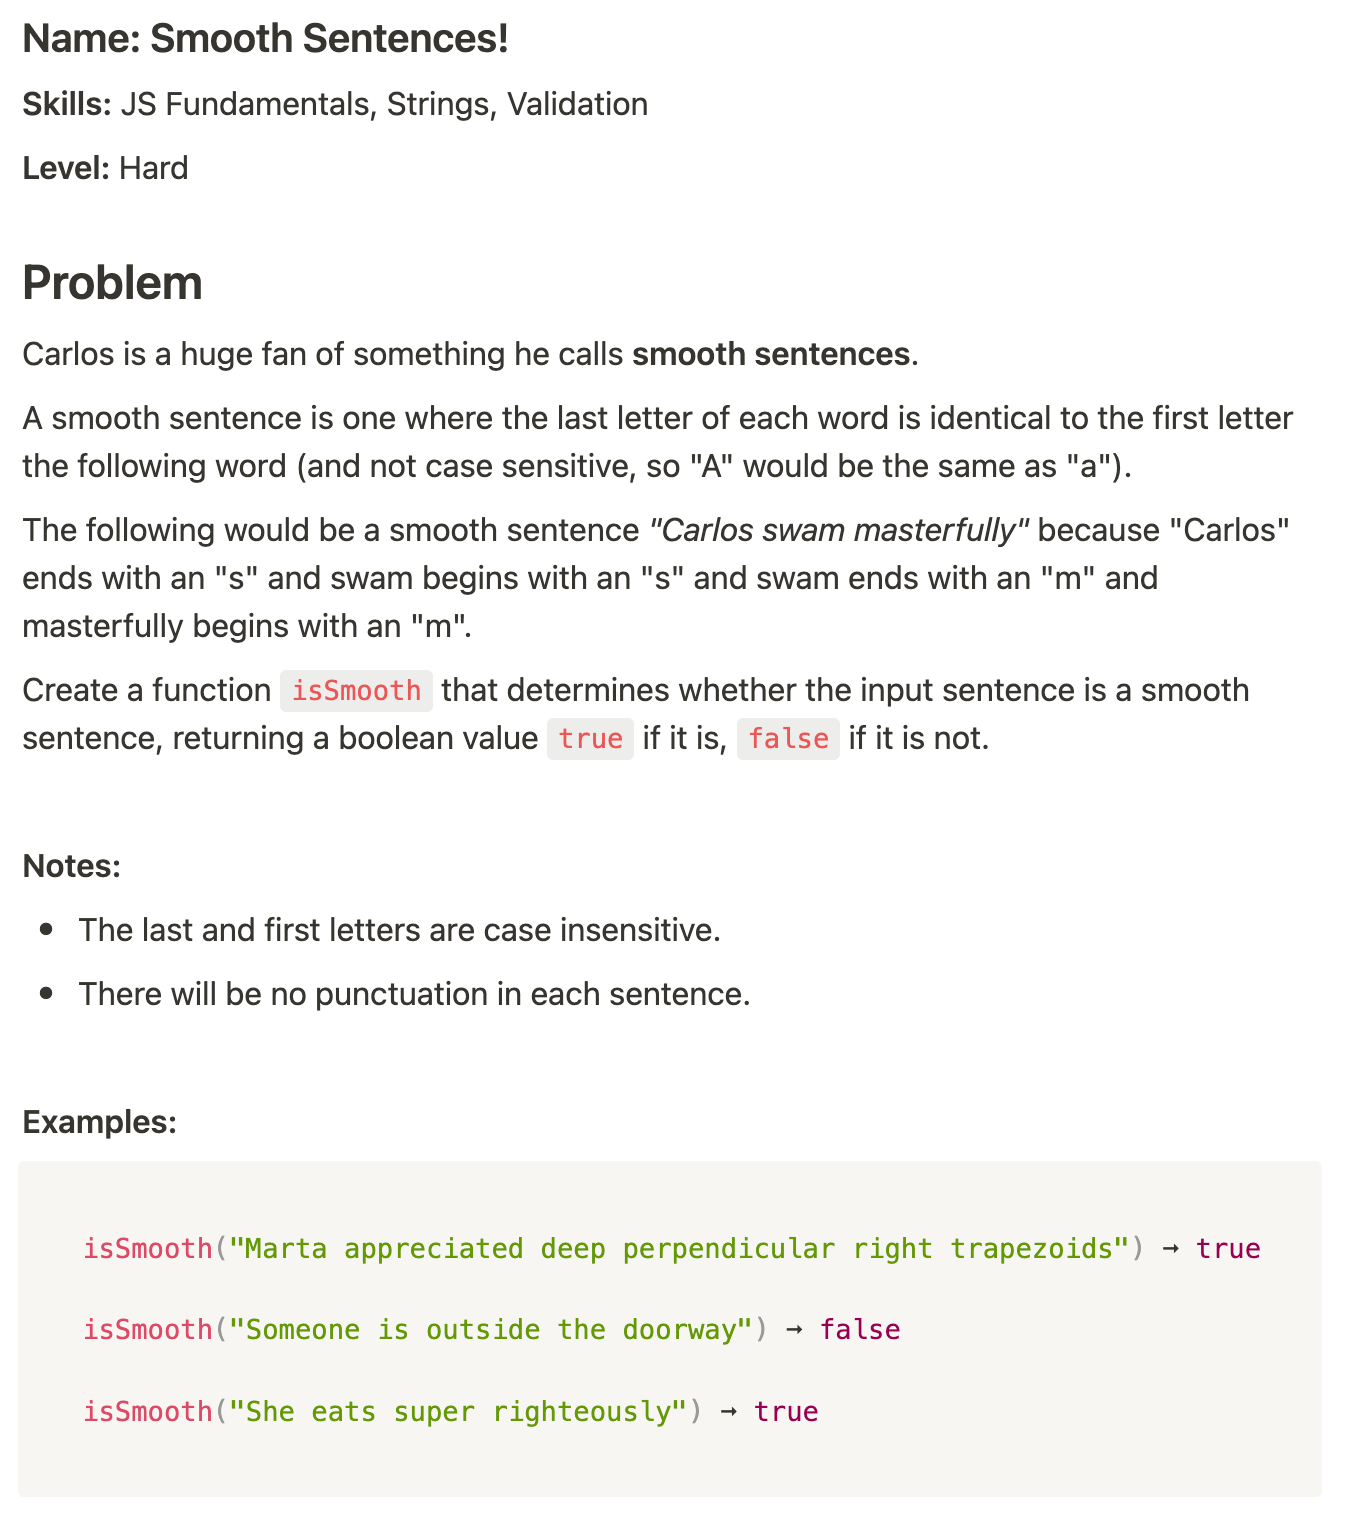 Name: Smooth Sentences!
Skills: JS Fundamentals, Strings, Validation
Level: Hard
Problem
Carlos is a huge fan of something he calls smooth sentences.
A smooth sentence is one where the last letter of each word is identical to the first letter
the following word (and not case sensitive, so "A" would be the same as "a").
The following would be a smooth sentence "Carlos swam masterfully" because "Carlos"
ends with an "s" and swam begins with an "s" and swam ends with an "m" and
masterfully begins with an "m".
Create a function isSmooth that determines whether the input sentence is a smooth
sentence, returning a boolean value true if it is, false if it is not.
Notes:
• The last and first letters are case insensitive.
• There will be no punctuation in each sentence.
Examples:
isSmooth("Marta appreciated deep perpendicular right trapezoids") → true
isSmooth("Someone is outside the doorway") → false
isSmooth("She eats super righteously") → true